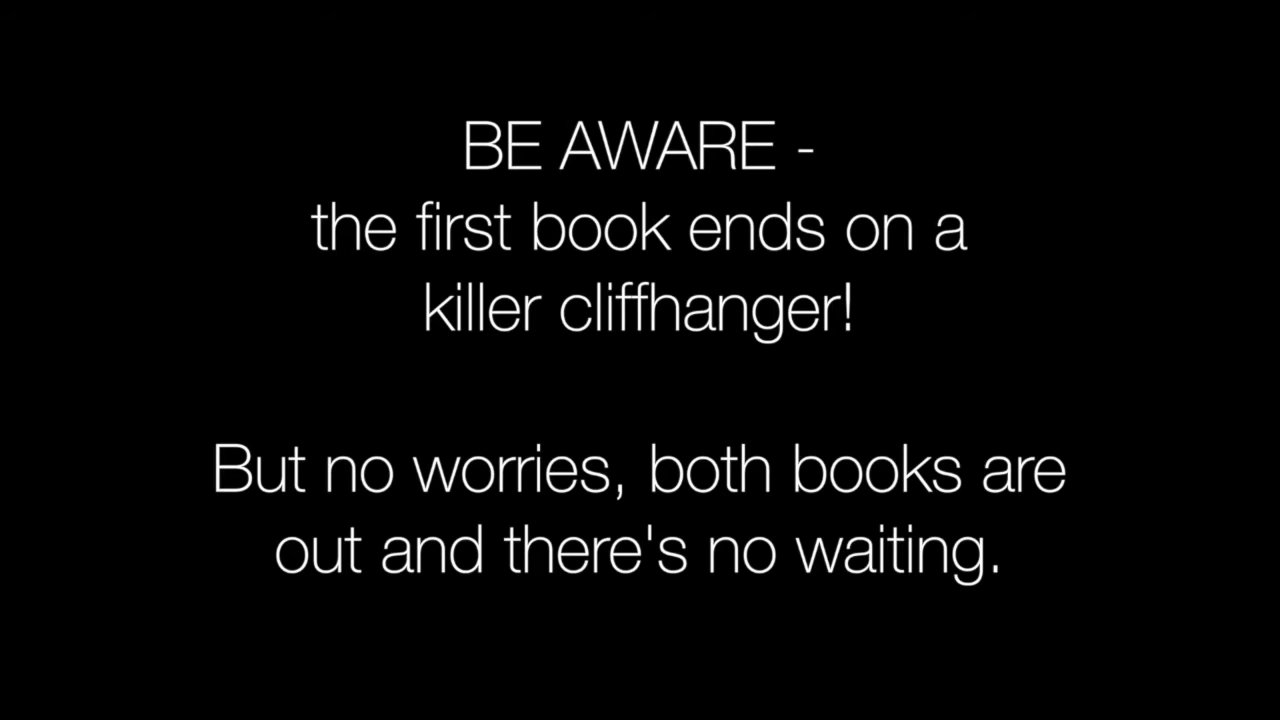 BE AWARE -
the first book ends on a
killer cliffhanger!
But no worries, both books are
out and there's no waiting.